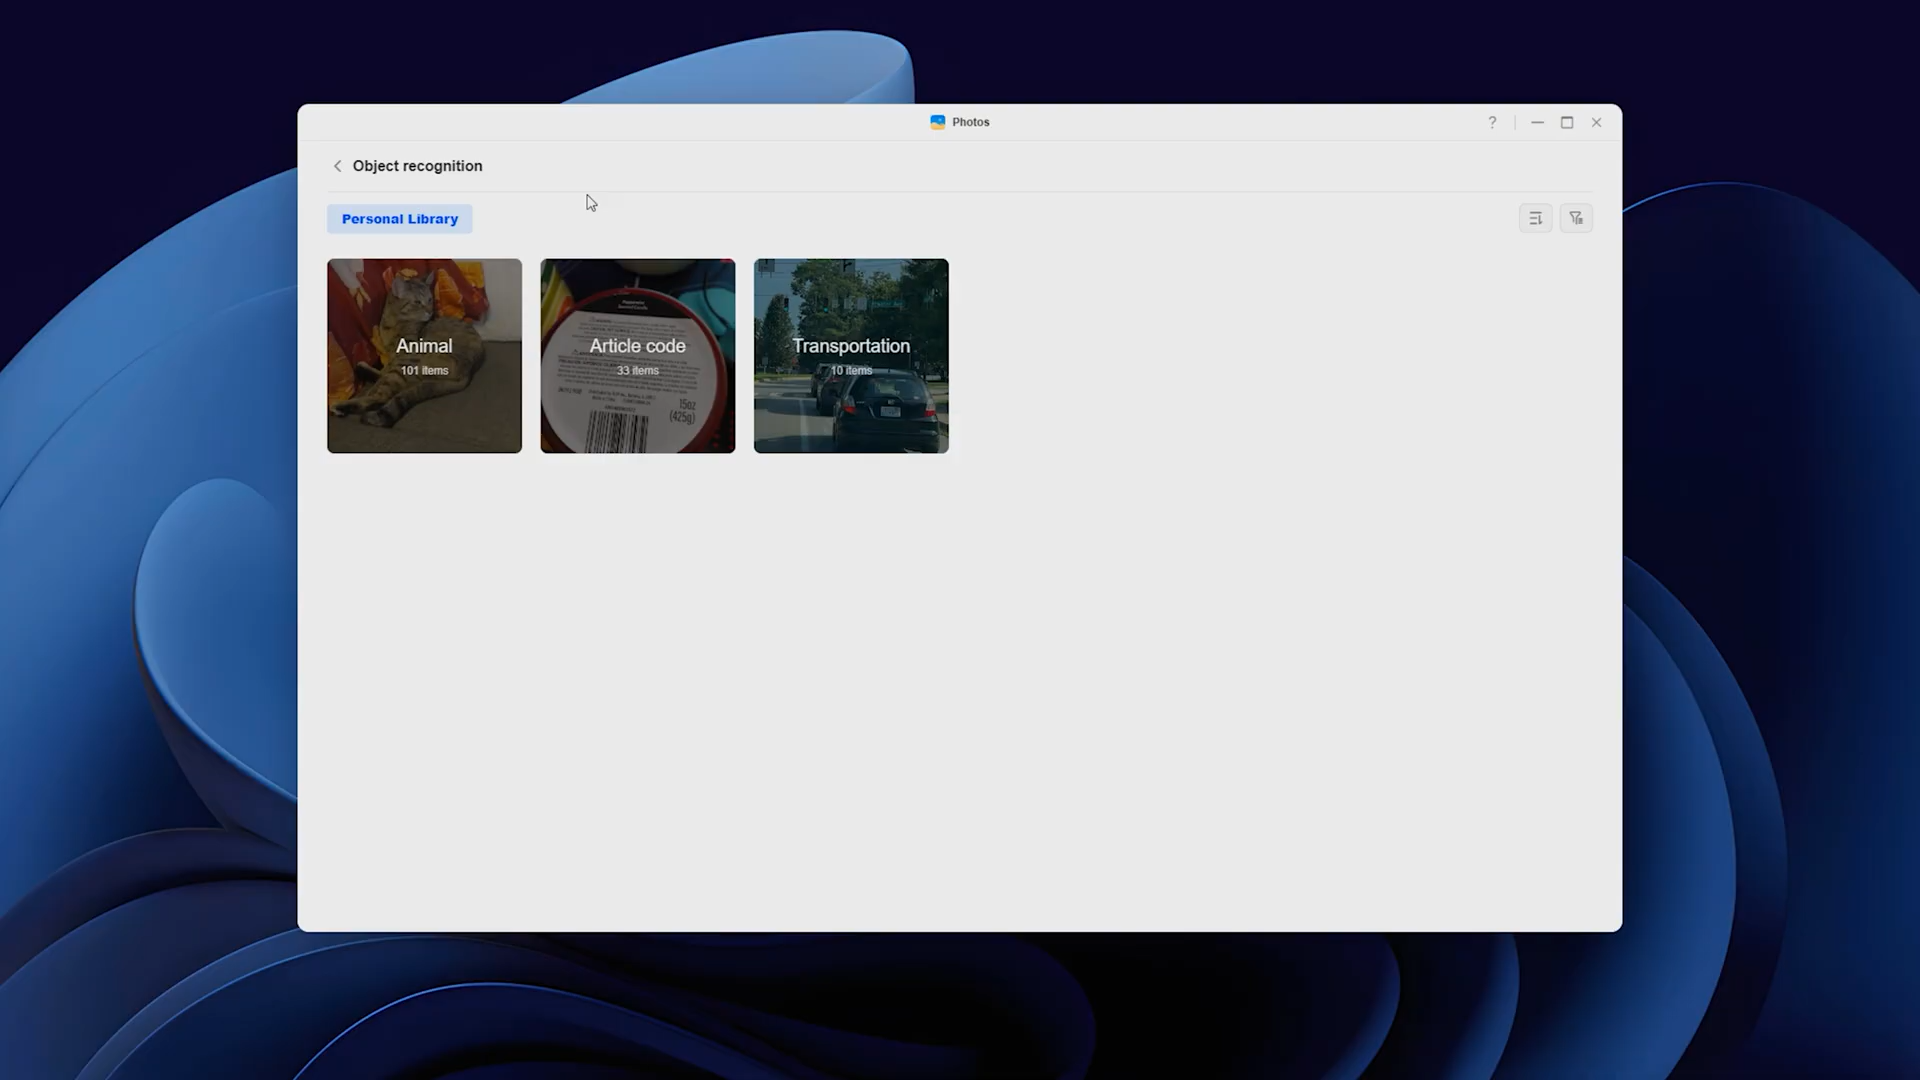 Photos
?
Object recognition
Personal Library
Animal
101 items
Article code
33 items
15oz
(425g)
Transportation
10 items